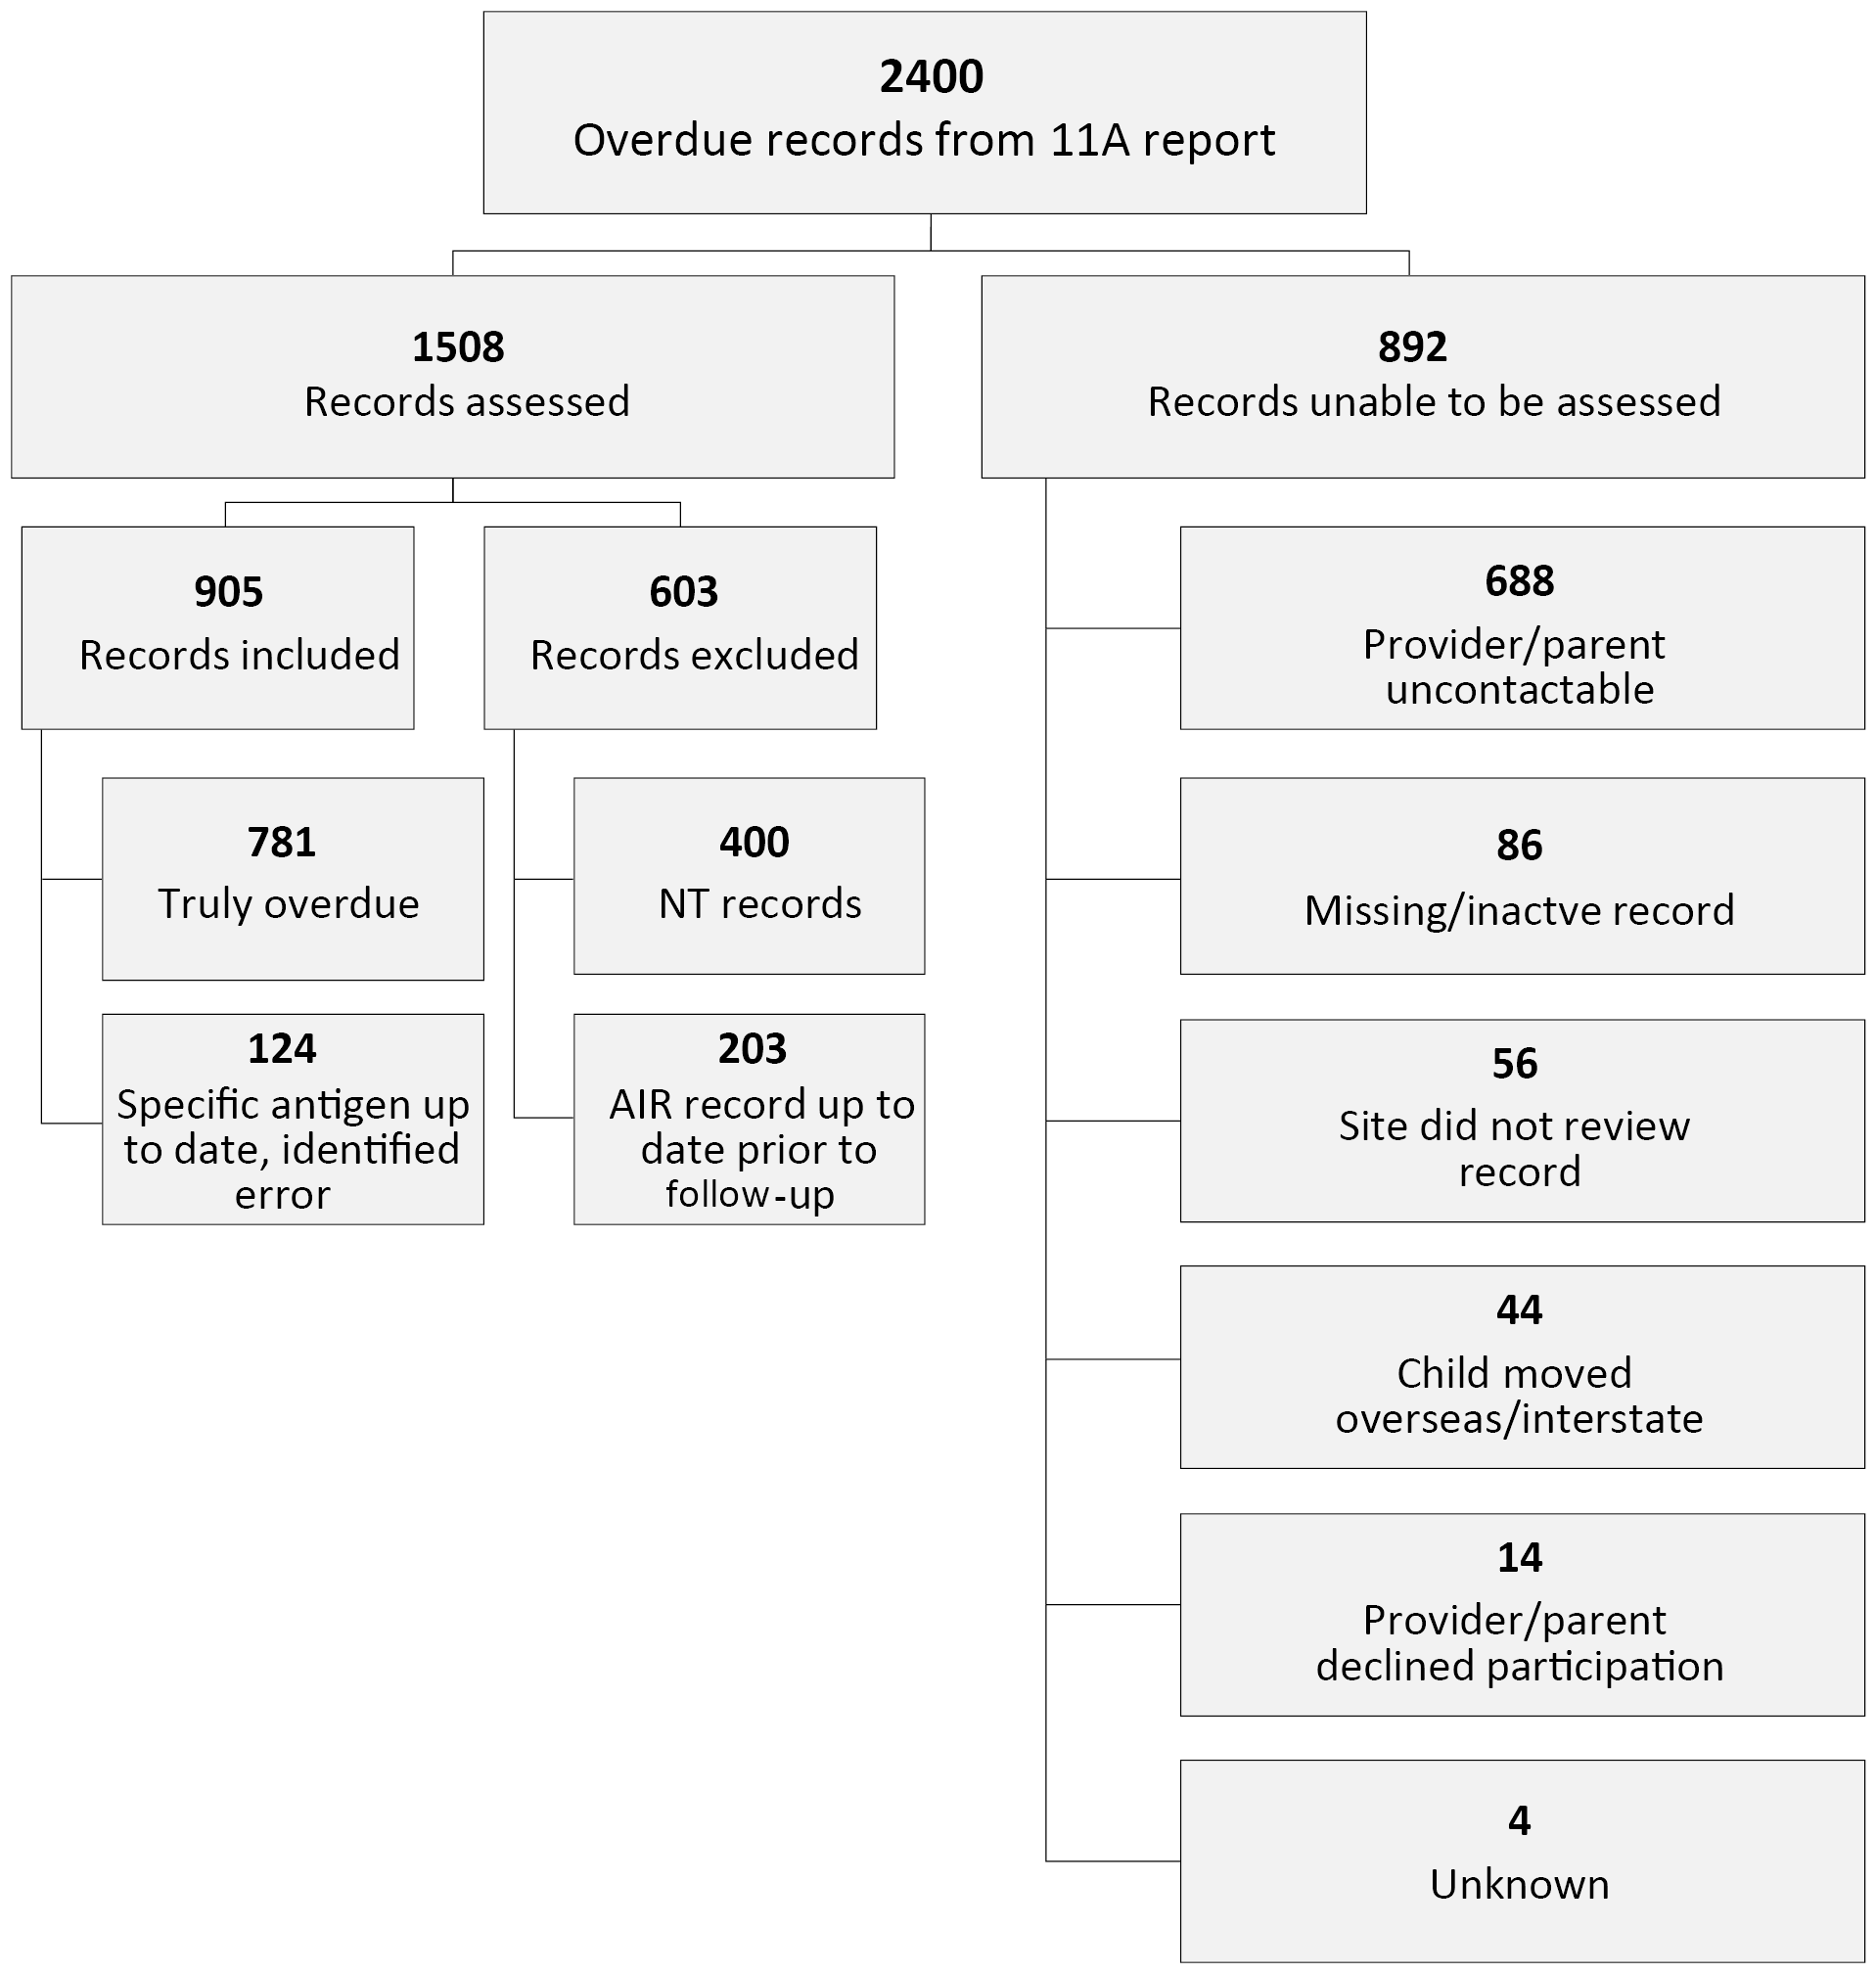 2400
Overdue records from 11A report
1508
Records assessed
892
Records unable to be assessed
905
Records included
603
Records excluded
688
Provider/parent
uncontactable
781
Truly overdue
400
NT records
86
Missing/inactve record
124
Specific antigen up
to date, identified
error
203
AIR record up to
date prior to
follow-up
56
Site did not review
record
44
Child moved
overseas/interstate
14
Provider/parent
declined participation
4
Unknown